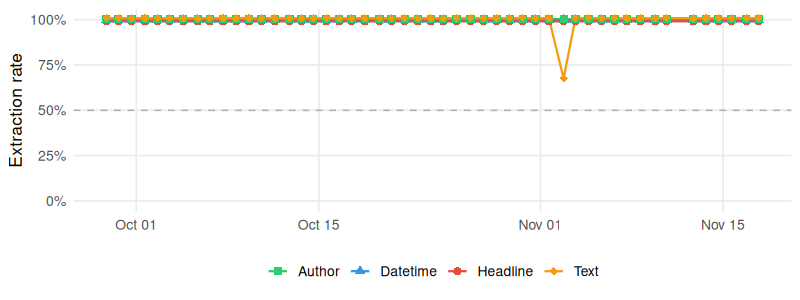 Extraction rate
100%
75%
50%
25%
0%
Oct 01 Oct 15 Nov 01 Nov 15
Author Datetime Headline Text